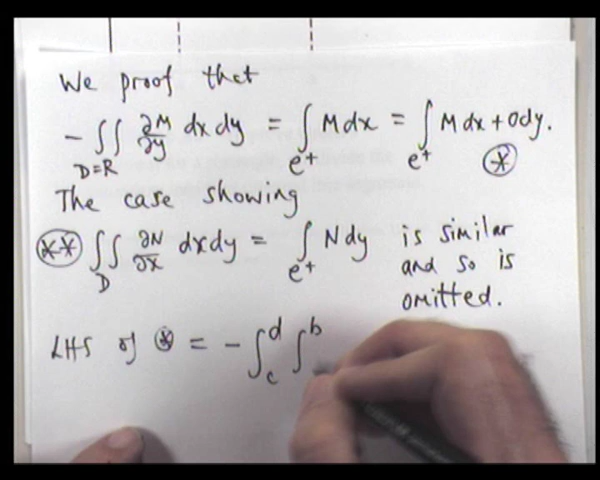 We proof that
- ∬ ∂M/∂y dx dy = ∫ M dx = ∫ M dx + 0 dy.
D=R e+ e+ (*)
The case showing
(**) ∬ ∂N/∂x dx dy = ∫ N dy is similar
D e+ and so is
omitted.
LHS of (*) = - ∫_c^d ∫^b